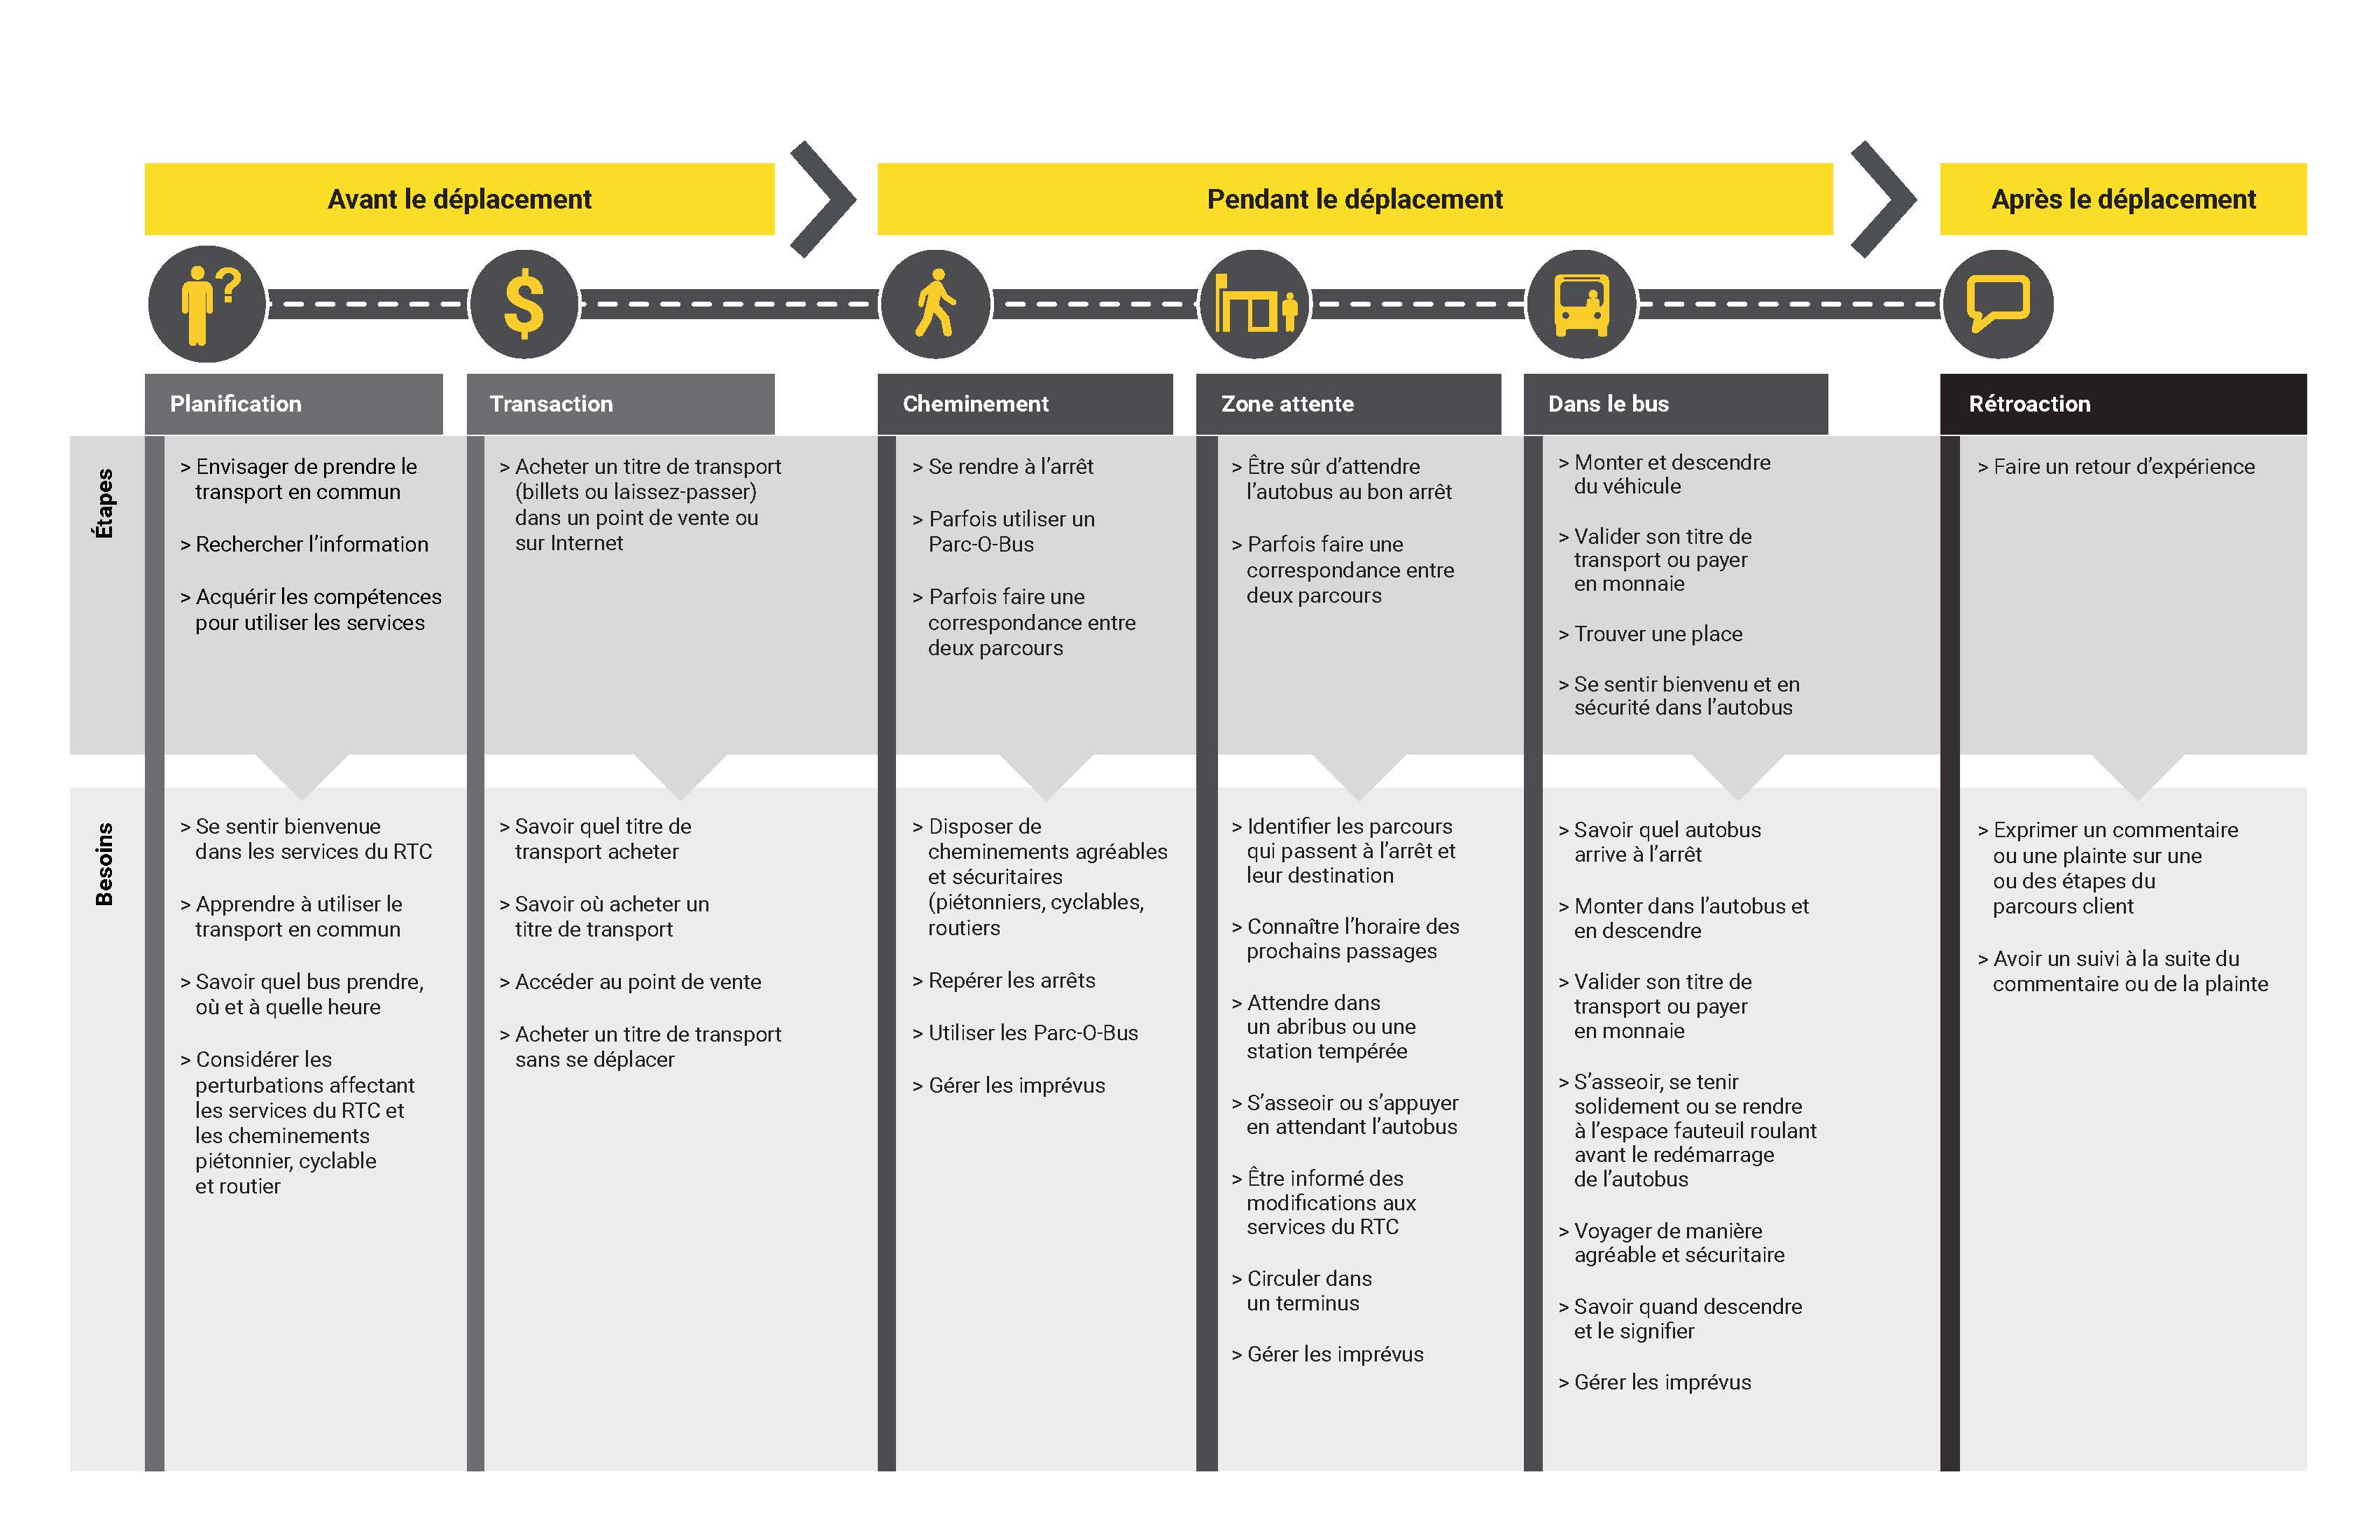 Avant le déplacement
Pendant le déplacement
Après le déplacement
?
$
Planification
Transaction
Cheminement
Zone attente
Dans le bus
Rétroaction
Étapes
> Envisager de prendre le
transport en commun
> Rechercher l’information
> Acquérir les compétences
pour utiliser les services
> Acheter un titre de transport
(billets ou laissez-passer)
dans un point de vente ou
sur Internet
> Se rendre à l’arrêt
> Parfois utiliser un
Parc-O-Bus
> Parfois faire une
correspondance entre
deux parcours
> Être sûr d’attendre
l’autobus au bon arrêt
> Parfois faire une
correspondance entre
deux parcours
> Monter et descendre
du véhicule
> Valider son titre de
transport ou payer
en monnaie
> Trouver une place
> Se sentir bienvenu et en
sécurité dans l’autobus
> Faire un retour d’expérience
Besoins
> Se sentir bienvenue
dans les services du RTC
> Apprendre à utiliser le
transport en commun
> Savoir quel bus prendre,
où et à quelle heure
> Considérer les
perturbations affectant
les services du RTC et
les cheminements
piétonnier, cyclable
et routier
> Savoir quel titre de
transport acheter
> Savoir où acheter un
titre de transport
> Accéder au point de vente
> Acheter un titre de transport
sans se déplacer
> Disposer de
cheminements agréables
et sécuritaires
(piétonniers, cyclables,
routiers
> Repérer les arrêts
> Utiliser les Parc-O-Bus
> Gérer les imprévus
> Identifier les parcours
qui passent à l’arrêt et
leur destination
> Connaître l’horaire des
prochains passages
> Attendre dans
un abribus ou une
station tempérée
> S’asseoir ou s’appuyer
en attendant l’autobus
> Être informé des
modifications aux
services du RTC
> Circuler dans
un terminus
> Gérer les imprévus
> Savoir quel autobus
arrive à l’arrêt
> Monter dans l’autobus et
en descendre
> Valider son titre de
transport ou payer
en monnaie
> S’asseoir, se tenir
solidement ou se rendre
à l’espace fauteuil roulant
avant le redémarrage
de l’autobus
> Voyager de manière
agréable et sécuritaire
> Savoir quand descendre
et le signifier
> Gérer les imprévus
> Exprimer un commentaire
ou une plainte sur une
ou des étapes du
parcours client
> Avoir un suivi à la suite du
commentaire ou de la plainte